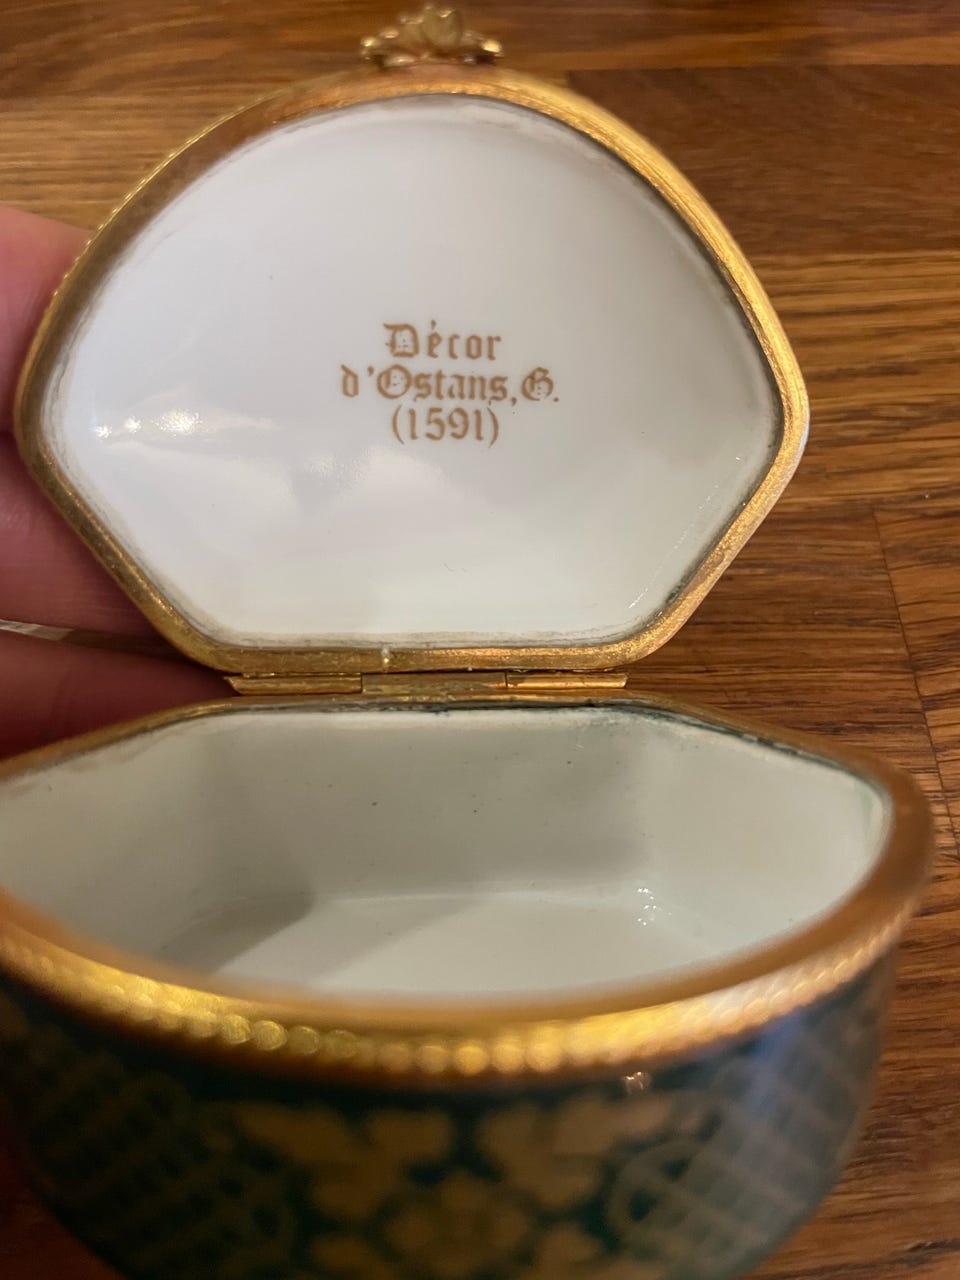 Décor
d'Ostans, G.
(1591)